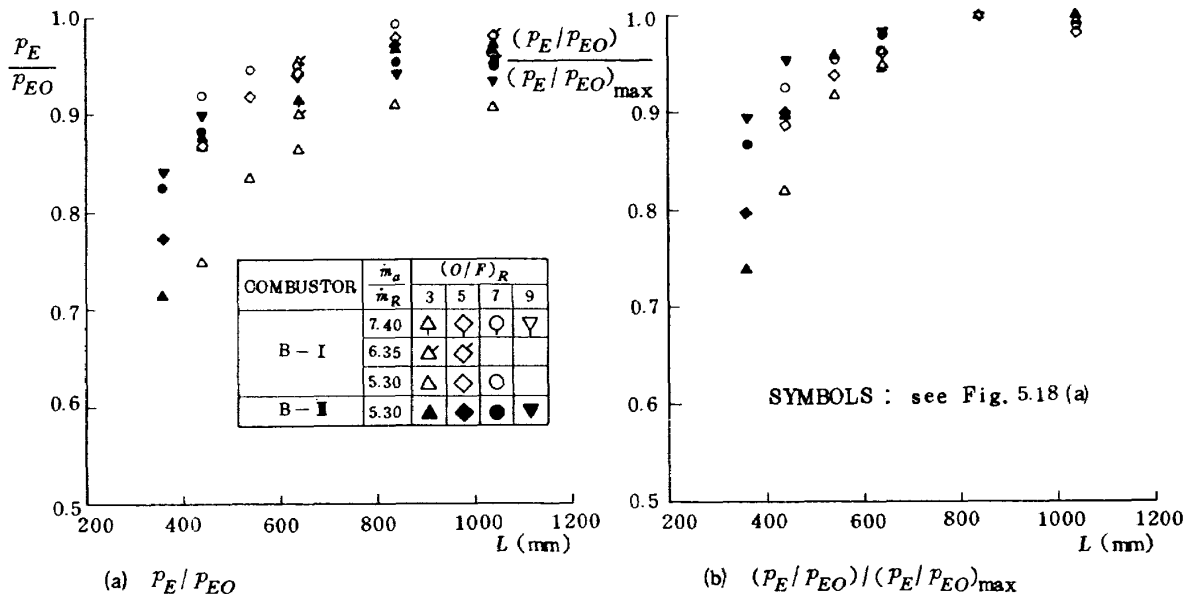 p_E / p_EO
1.0
0.9
0.8
0.7
0.6
0.5
200 400 600 800 1000 1200
L (mm)
COMBUSTOR ṁ_a / ṁ_R (O/F)_R
3 5 7 9
B – I 7.40
6.35
5.30
B – Ⅱ 5.30
(a) p_E / p_EO
(p_E / p_EO) / (p_E / p_EO)_max
1.0
0.9
0.8
0.7
0.6
0.5
200 400 600 800 1000 1200
L (mm)
SYMBOLS : see Fig. 5.18 (a)
(b) (p_E / p_EO) / (p_E / p_EO)_max